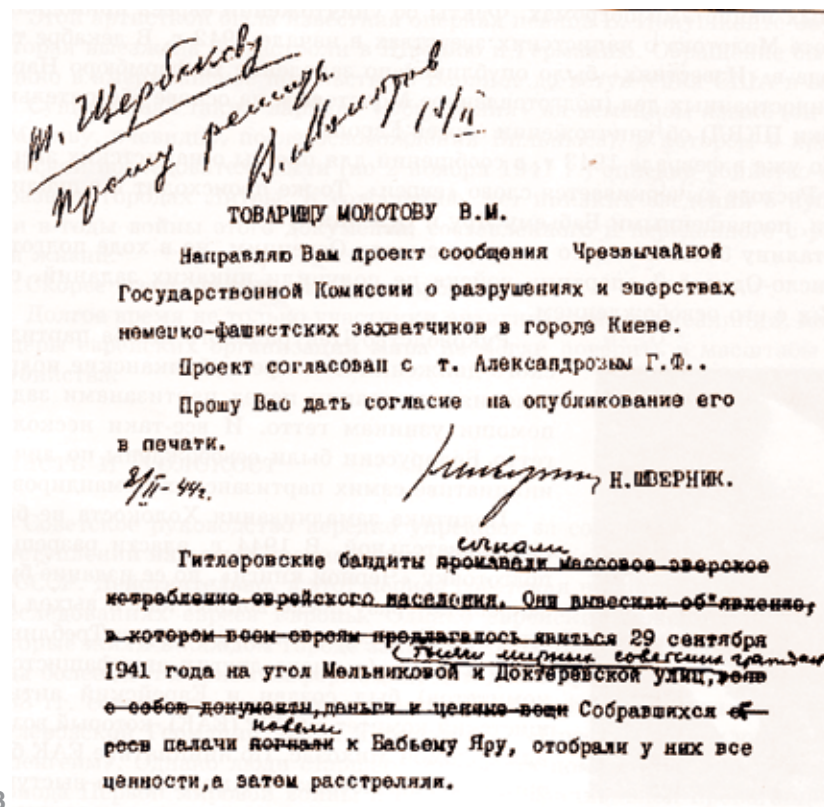 тт. Щербакову
прошу решить
Вл Молотов
ТОВАРИЩУ МОЛОТОВУ В.М.
Направляю Вам проект сообщения Чрезвычайной
Государственной Комиссии о разрушениях и зверствах
немецко-фашистских захватчиков в городе Киеве.
Проект согласован с т. Александровым Г.Ф..
Прошу Вас дать согласие на опубликование его
в печати.
2/II-44г.
Н.ШВЕРНИК.
согнали
Гитлеровские бандиты произвели массовое зверское
истребление еврейского населения. Они вывесили об"явление,
в котором всем евреям предлагалось явиться 29 сентября
тысячи мирных советских граждан
1941 года на угол Мельниковой и Доктеревской улиц, взяв
с собой документы, деньги и ценные вещи Собравшихся ев-
повели
реев палачи погнали к Бабьему Яру, отобрали у них все
ценности, а затем расстреляли.